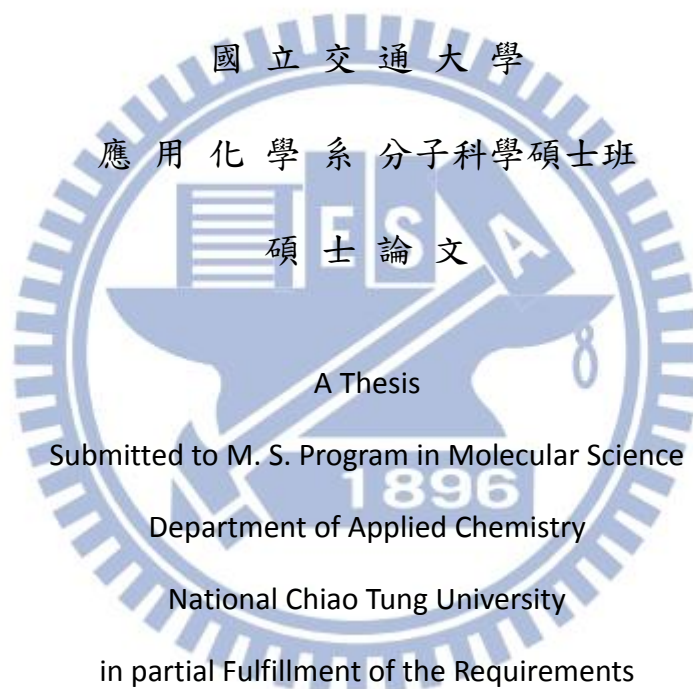 國 立 交 通 大 學
應 用 化 學 系 分子科學碩士班
碩 士 論 文
E S A
A Thesis
Submitted to M. S. Program in Molecular Science
1896
Department of Applied Chemistry
National Chiao Tung University
in partial Fulfillment of the Requirements